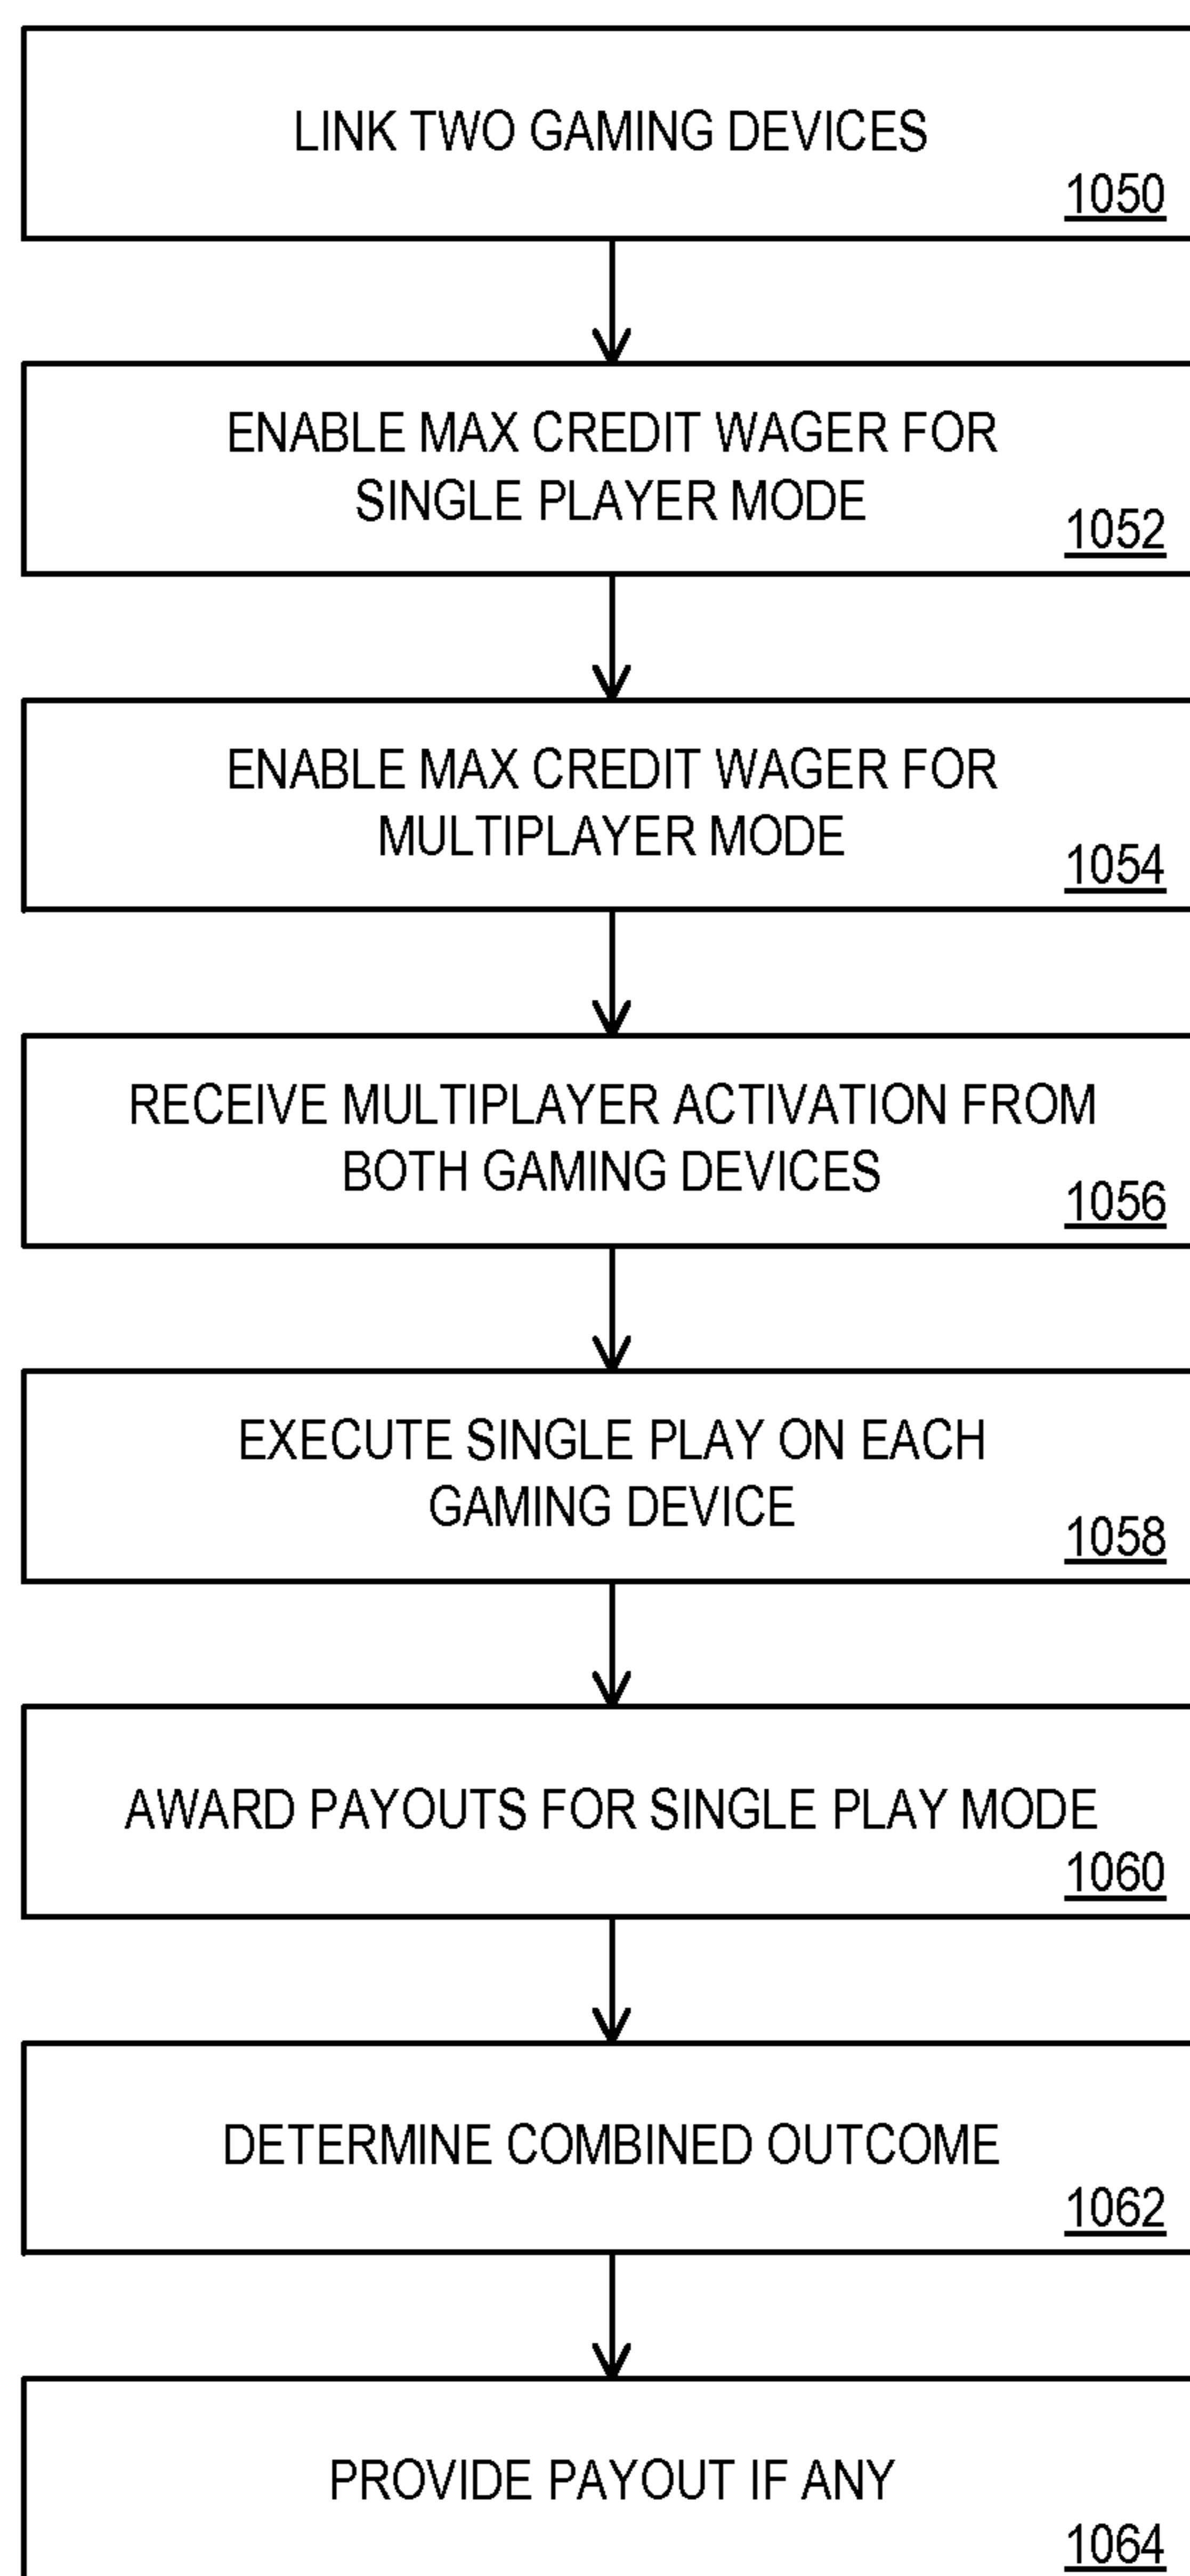 LINK TWO GAMING DEVICES
1050
ENABLE MAX CREDIT WAGER FOR
SINGLE PLAYER MODE
1052
ENABLE MAX CREDIT WAGER FOR
MULTIPLAYER MODE
1054
RECEIVE MULTIPLAYER ACTIVATION FROM
BOTH GAMING DEVICES
1056
EXECUTE SINGLE PLAY ON EACH
GAMING DEVICE
1058
AWARD PAYOUTS FOR SINGLE PLAY MODE
1060
DETERMINE COMBINED OUTCOME
1062
PROVIDE PAYOUT IF ANY
1064